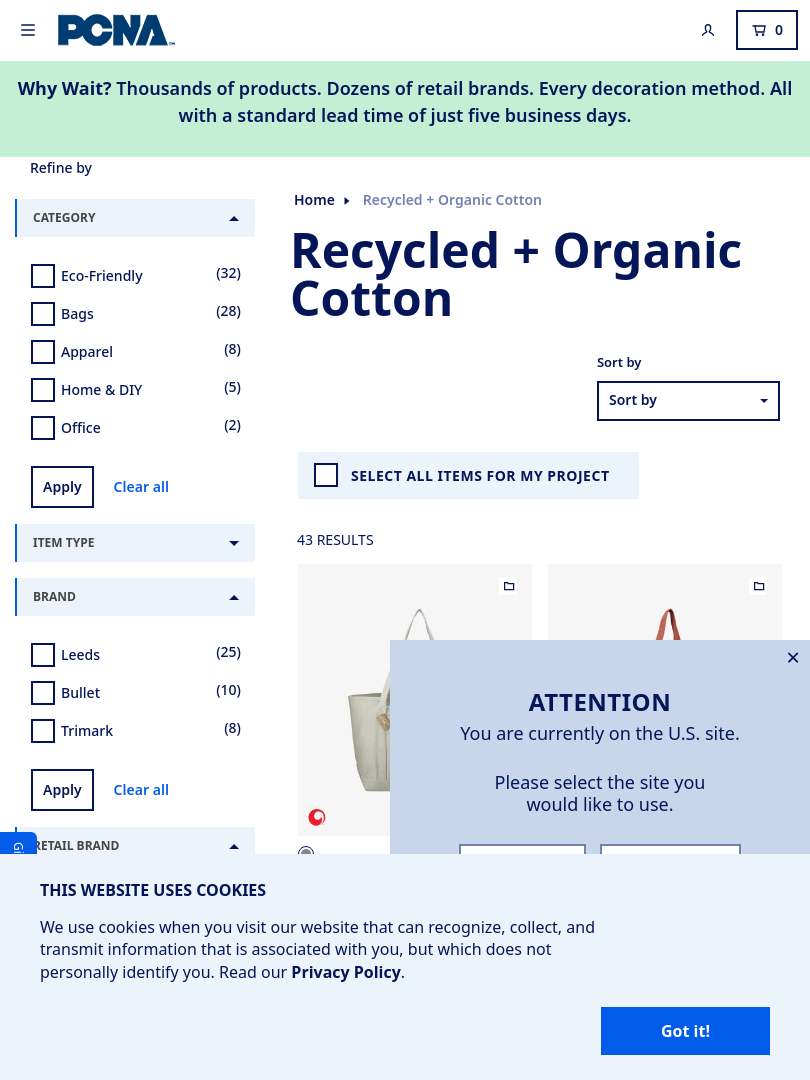 PCNA
0
Why Wait? Thousands of products. Dozens of retail brands. Every decoration method. All
with a standard lead time of just five business days.
Refine by
CATEGORY
Eco-Friendly (32)
Bags (28)
Apparel (8)
Home & DIY (5)
Office (2)
Apply Clear all
ITEM TYPE
BRAND
Leeds (25)
Bullet (10)
Trimark (8)
Apply Clear all
RETAIL BRAND
Home Recycled + Organic Cotton
Recycled + Organic
Cotton
Sort by
Sort by
SELECT ALL ITEMS FOR MY PROJECT
43 RESULTS
ATTENTION
You are currently on the U.S. site.
Please select the site you
would like to use.
THIS WEBSITE USES COOKIES
We use cookies when you visit our website that can recognize, collect, and
transmit information that is associated with you, but which does not
personally identify you. Read our Privacy Policy.
Got it!